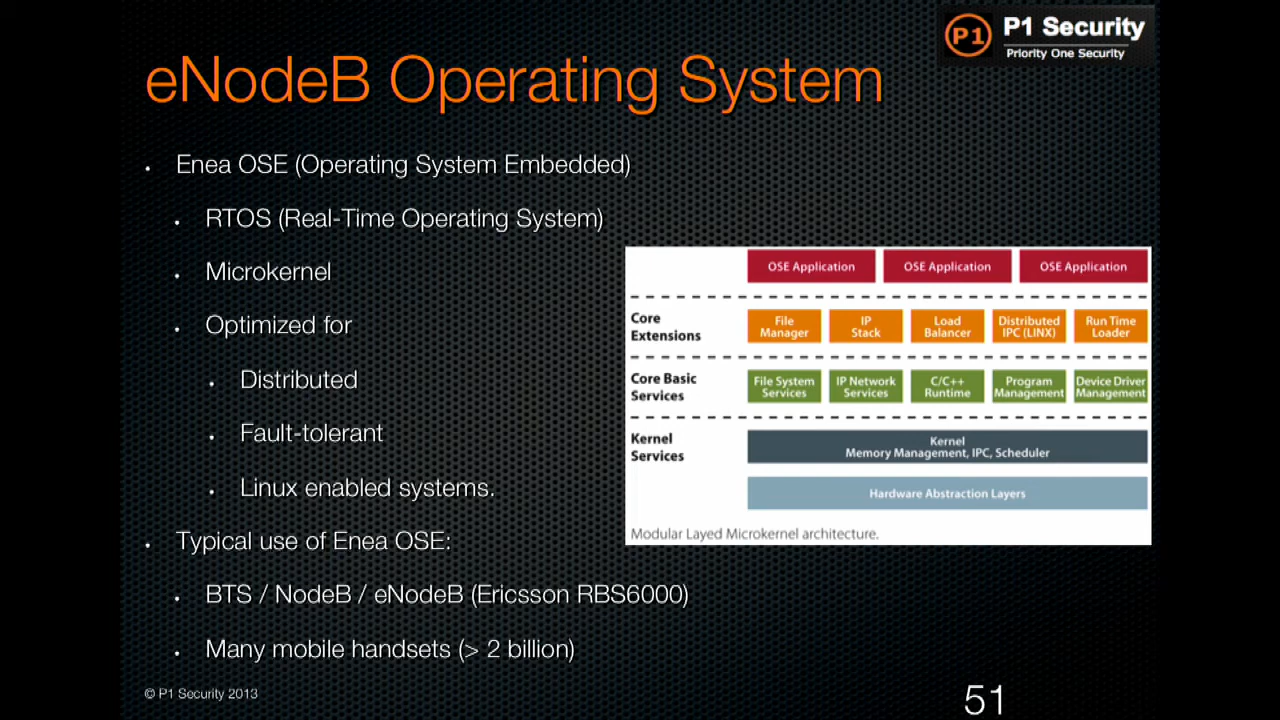 P1 P1 Security
Priority One Security
eNodeB Operating System
Enea OSE (Operating System Embedded)
RTOS (Real-Time Operating System)
Microkernel
Optimized for
Distributed
Fault-tolerant
Linux enabled systems.
Typical use of Enea OSE:
BTS / NodeB / eNodeB (Ericsson RBS6000)
Many mobile handsets (> 2 billion)
OSE Application OSE Application OSE Application
Core
Extensions
File
Manager
IP
Stack
Load
Balancer
Distributed
IPC (LINX)
Run Time
Loader
Core Basic
Services
File System
Services
IP Network
Services
C/C++
Runtime
Program
Management
Device Driver
Management
Kernel
Services
Kernel
Memory Management, IPC, Scheduler
Hardware Abstraction Layers
Modular Layed Microkernel architecture.
© P1 Security 2013
51